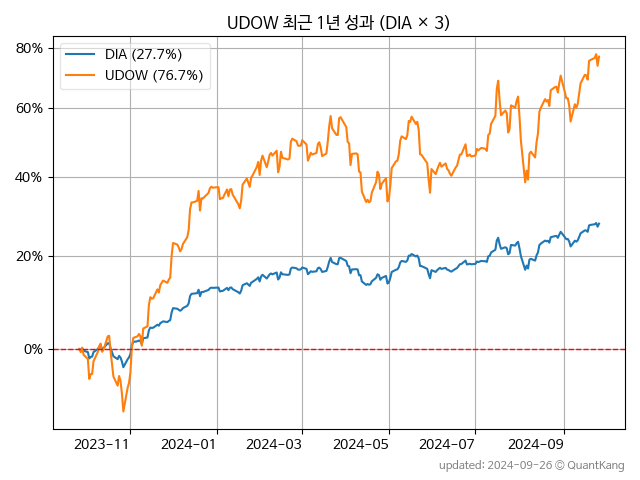 UDOW 최근 1년 성과 (DIA × 3)
DIA (27.7%)
UDOW (76.7%)
80%
60%
40%
20%
0%
2023-11
2024-01
2024-03
2024-05
2024-07
2024-09
updated: 2024-09-26 © QuantKang